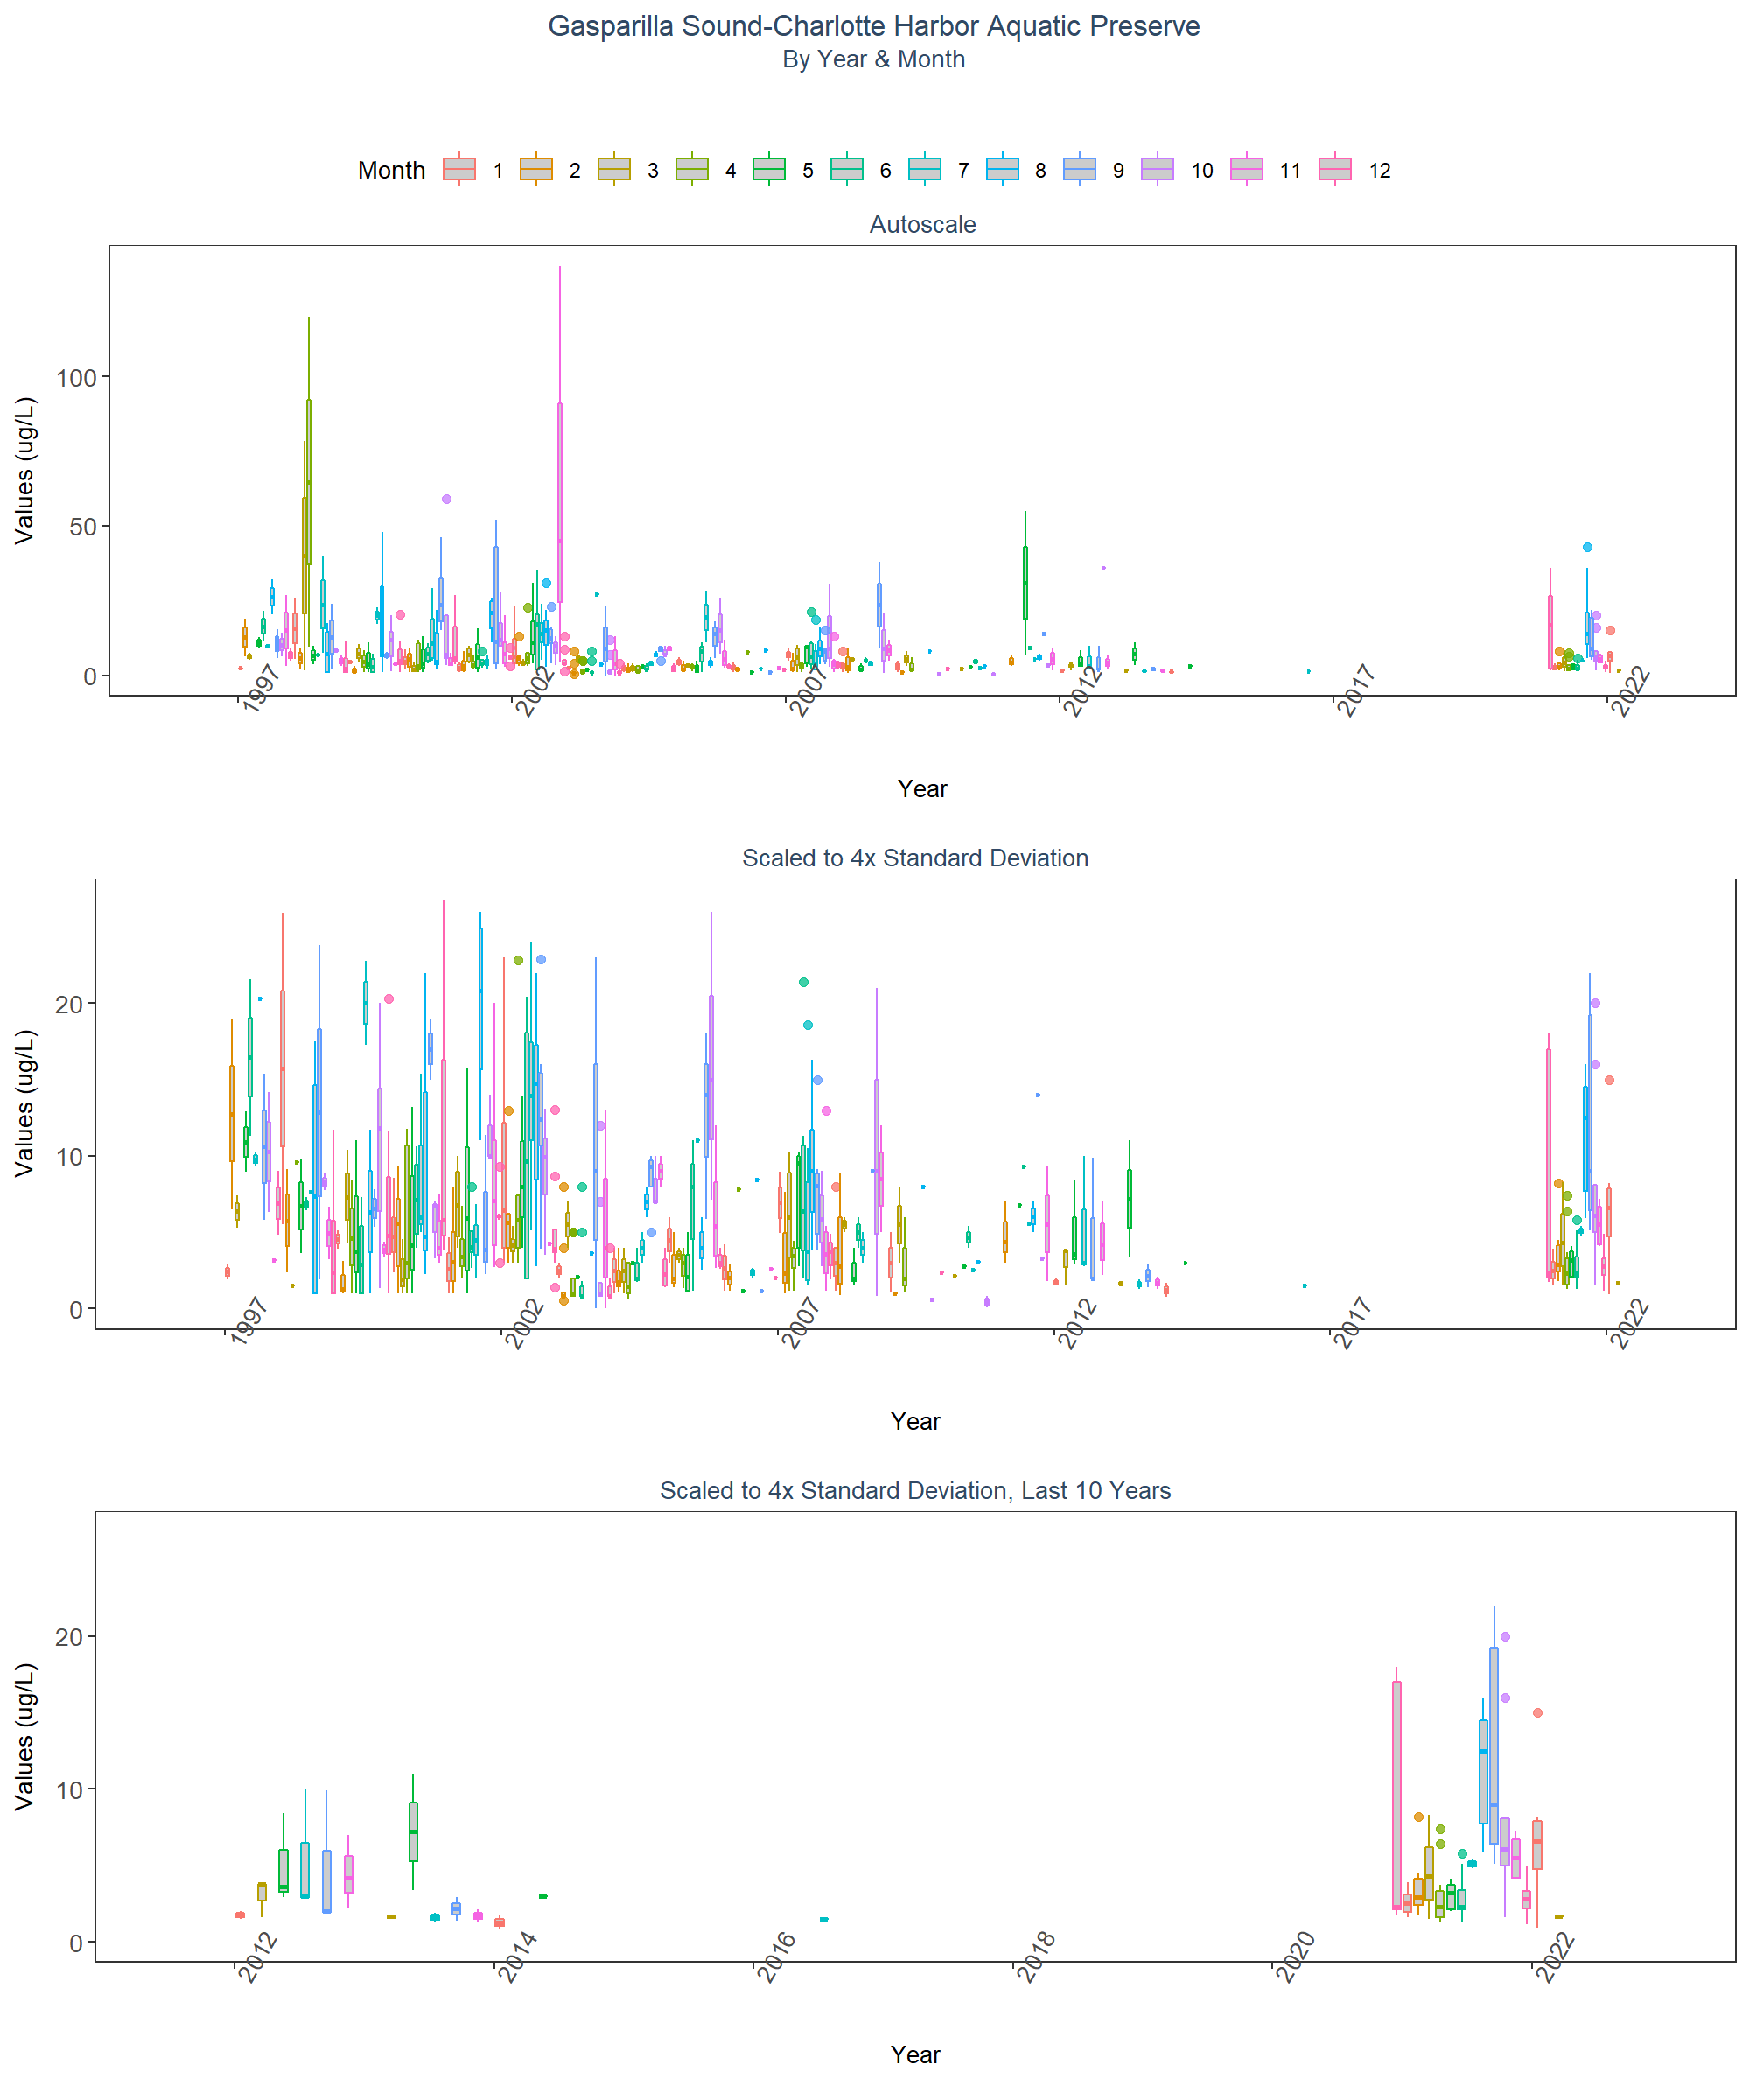 Gasparilla Sound-Charlotte Harbor Aquatic Preserve
By Year & Month
Month 1 2 3 4 5 6 7 8 9 10 11 12
Autoscale
Values (ug/L)
100
50
0
1997 2002 2007 2012 2017 2022
Year
Scaled to 4x Standard Deviation
Values (ug/L)
20
10
0
1997 2002 2007 2012 2017 2022
Year
Scaled to 4x Standard Deviation, Last 10 Years
Values (ug/L)
20
10
0
2012 2014 2016 2018 2020 2022
Year